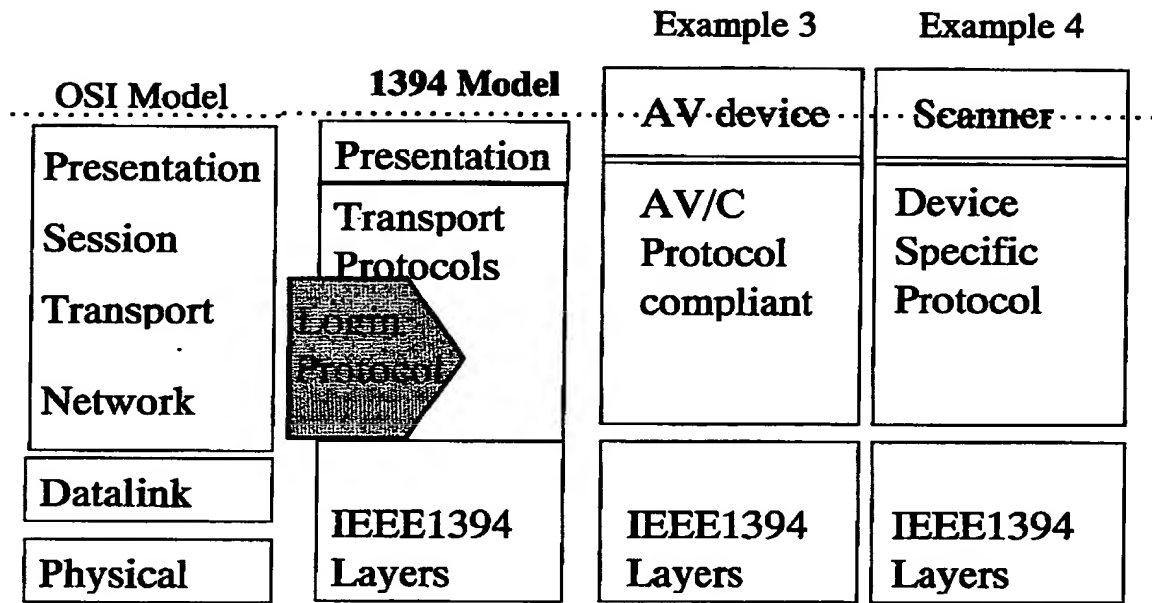 Example 3
Example 4
OSI Model
1394 Model
AV device
Scanner
Presentation
Session
Transport
Network
Datalink
Physical
Presentation
Transport
Protocols
Login
Protocol
IEEE1394
Layers
AV/C
Protocol
compliant
IEEE1394
Layers
Device
Specific
Protocol
IEEE1394
Layers